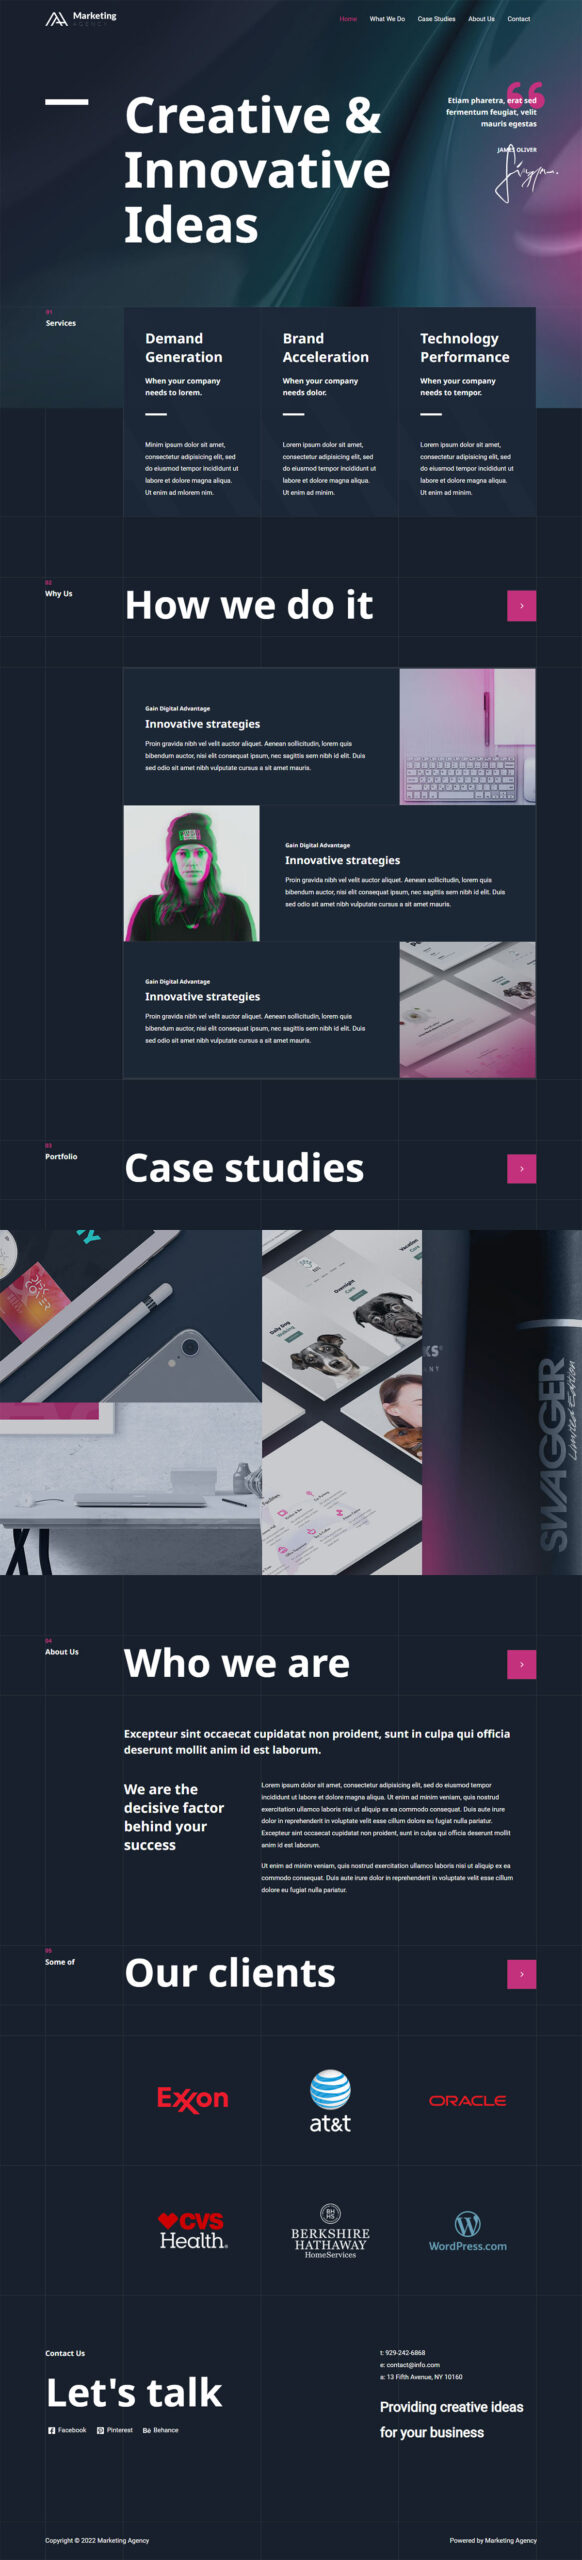 Marketing
AGENCY
Home
What We Do
Case Studies
About Us
Contact
Creative &
Innovative
Ideas
Etiam pharetra, erat sed
fermentum feugiat, velit
mauris egestas
JAMES OLIVER
01
Services
Demand
Generation
When your company
needs to lorem.
Minim ipsum dolor sit amet,
consectetur adipisicing elit, sed
do eiusmod tempor incididunt ut
labore et dolore magna aliqua.
Ut enim ad mlorem nim.
Brand
Acceleration
When your company
needs dolor.
Lorem ipsum dolor sit amet,
consectetur adipisicing elit, sed
do eiusmod tempor incididunt ut
labore et dolore magna aliqua.
Ut enim ad minim.
Technology
Performance
When your company
needs to tempor.
Lorem ipsum dolor sit amet,
consectetur adipisicing elit, sed
do eiusmod tempor incididunt ut
labore et dolore magna aliqua.
Ut enim ad minim.
02
Why Us
How we do it
Gain Digital Advantage
Innovative strategies
Proin gravida nibh vel velit auctor aliquet. Aenean sollicitudin, lorem quis
bibendum auctor, nisi elit consequat ipsum, nec sagittis sem nibh id elit. Duis
sed odio sit amet nibh vulputate cursus a sit amet mauris.
Gain Digital Advantage
Innovative strategies
Proin gravida nibh vel velit auctor aliquet. Aenean sollicitudin, lorem quis
bibendum auctor, nisi elit consequat ipsum, nec sagittis sem nibh id elit. Duis
sed odio sit amet nibh vulputate cursus a sit amet mauris.
Gain Digital Advantage
Innovative strategies
Proin gravida nibh vel velit auctor aliquet. Aenean sollicitudin, lorem quis
bibendum auctor, nisi elit consequat ipsum, nec sagittis sem nibh id elit. Duis
sed odio sit amet nibh vulputate cursus a sit amet mauris.
03
Portfolio
Case studies
DISK
COVER
Vacation
Care
Overnight
Care
Daily Dog
Walking
Facilities
KS®
NY
SWAGGER
Limited Edition
04
About Us
Who we are
Excepteur sint occaecat cupidatat non proident, sunt in culpa qui officia
deserunt mollit anim id est laborum.
We are the
decisive factor
behind your
success
Lorem ipsum dolor sit amet, consectetur adipisicing elit, sed do eiusmod tempor
incididunt ut labore et dolore magna aliqua. Ut enim ad minim veniam, quis nostrud
exercitation ullamco laboris nisi ut aliquip ex ea commodo consequat. Duis aute irure
dolor in reprehenderit in voluptate velit esse cillum dolore eu fugiat nulla pariatur.
Excepteur sint occaecat cupidatat non proident, sunt in culpa qui officia deserunt mollit
anim id est laborum.
Ut enim ad minim veniam, quis nostrud exercitation ullamco laboris nisi ut aliquip ex ea
commodo consequat. Duis aute irure dolor in reprehenderit in voluptate velit esse cillum
dolore eu fugiat nulla pariatur.
05
Some of
Our clients
Exxon
at&t
ORACLE
CVS
Health.
BH
HS
BERKSHIRE
HATHAWAY
HomeServices
WordPress.com
Contact Us
Let's talk
Facebook
Pinterest
Behance
t: 929-242-6868
e: contact@info.com
a: 13 Fifth Avenue, NY 10160
Providing creative ideas
for your business
Copyright © 2022 Marketing Agency
Powered by Marketing Agency